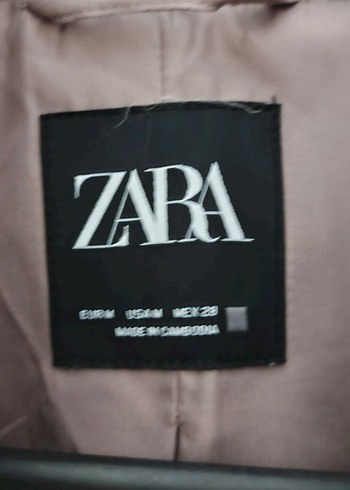 ZARA
EUR M USA M MEX 28
MADE IN CAMBODIA